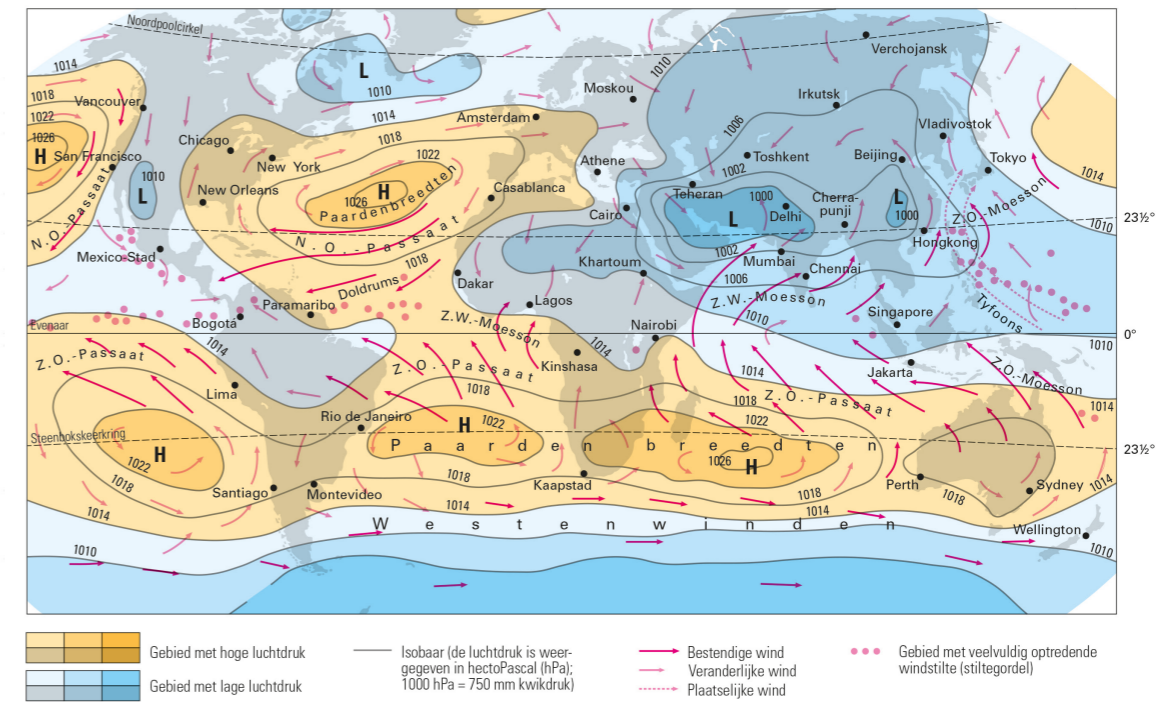 Noordpoolcirkel
1014
1018
1022
1026
H
Vancouver
San Francisco
N.O.-Passaat
L
1010
Mexico-Stad
Chicago
New York
New Orleans
L
1010
1014
1018
1022
H
1026
Paardenbreedten
N.O.-Passaat
Amsterdam
Casablanca
Moskou
Athene
Cairo
1010
1006
1002
Verchojansk
Irkutsk
Vladivostok
Toshkent
Beijing
Tokyo
1014
Teheran
1000
L
Delhi
Cherra-
punji
L
1000
Z.O.-Moesson
23½°
1010
Hongkong
1002
Mumbai
Khartoum
Chennai
1006
Z.W.-Moesson
1010
Tyfoons
Singapore
Dakar
1018
Doldrums
1014
Paramaribo
Bogotá
Lagos
Z.W.-Moesson
Nairobi
Evenaar
0°
1010
Z.O.-Passaat
1014
Lima
Z.O.-Passaat
1018
Kinshasa
1014
1014
Jakarta
Z.O.-Moesson
1018
Z.O.-Passaat
1022
1014
Rio de Janeiro
H
1022
Steenbokskeerkring
H
1022
Paardenbreedten
1026
H
23½°
1018
1014
Santiago
Montevideo
Kaapstad
1014
1018
1014
Perth
1018
Sydney
1014
Westenwinden
Wellington
1010
1010
Gebied met hoge luchtdruk
Gebied met lage luchtdruk
Isobaar (de luchtdruk is weer-
gegeven in hectoPascal (hPa);
1000 hPa = 750 mm kwikdruk)
Bestendige wind
Veranderlijke wind
Plaatselijke wind
Gebied met veelvuldig optredende
windstilte (stiltegordel)